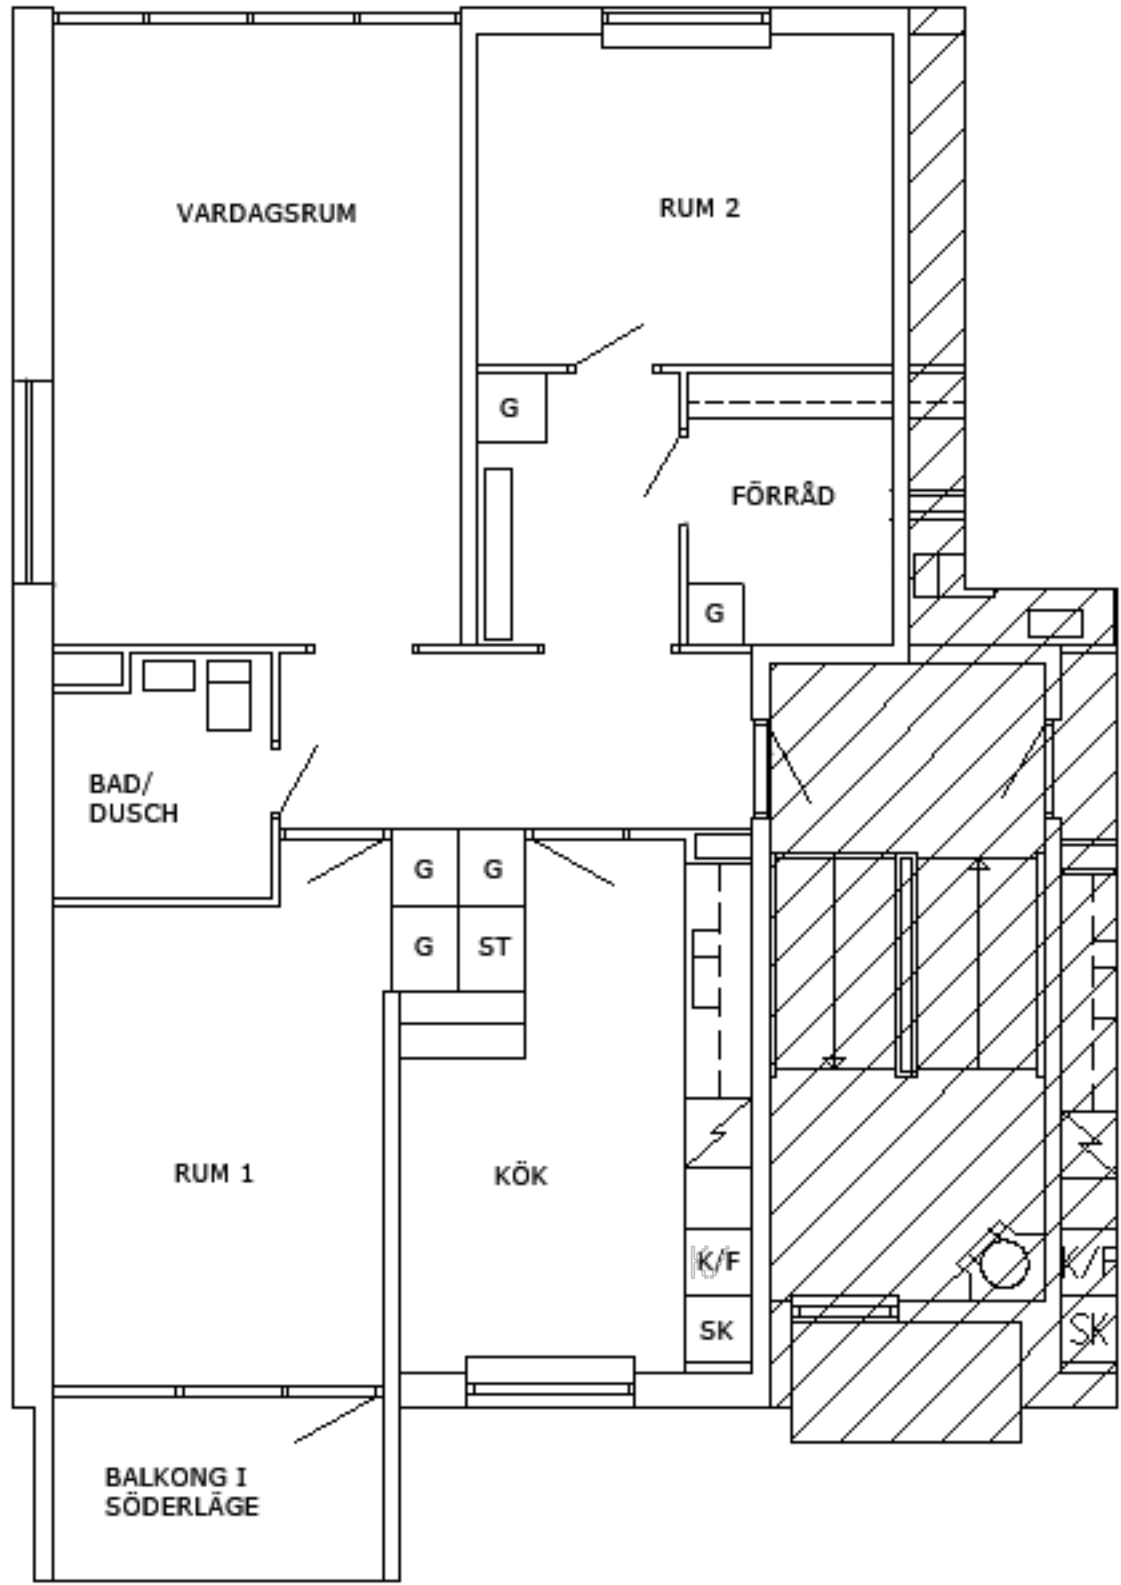 VARDAGSRUM
RUM 2
G
FÖRRÅD
G
BAD/
DUSCH
G
G
G
ST
RUM 1
KÖK
K/F
K/F
SK
SK
BALKONG I
SÖDERLÄGE